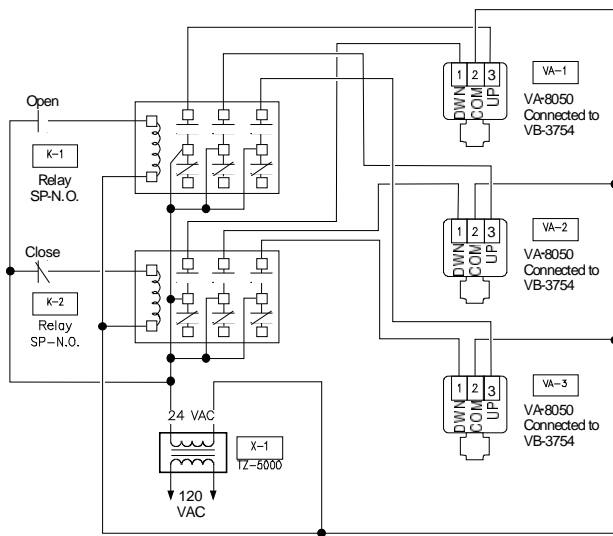 Open
K-1
Relay
SP-N.O.
Close
K-2
Relay
SP-N.O.
24 VAC
X-1
TZ-5000
120
VAC
1 2 3
DWN COM UP
VA-1
VA-8050
Connected to
VB-3754
1 2 3
DWN COM UP
VA-2
VA-8050
Connected to
VB-3754
1 2 3
DWN COM UP
VA-3
VA-8050
Connected to
VB-3754